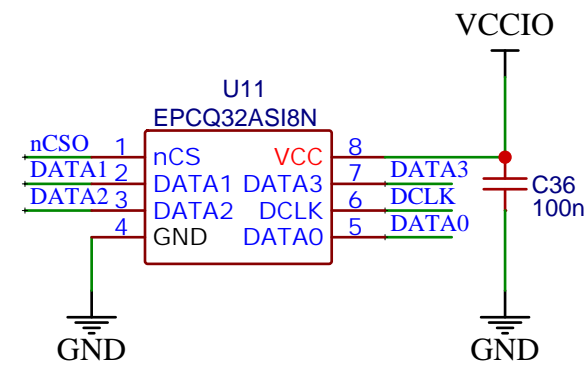 VCCIO
U11
EPCQ32ASI8N
nCSO 1 nCS VCC 8
DATA1 2 DATA1 DATA3 7 DATA3
DATA2 3 DATA2 DCLK 6 DCLK
4 GND DATA0 5 DATA0
C36
100n
GND
GND